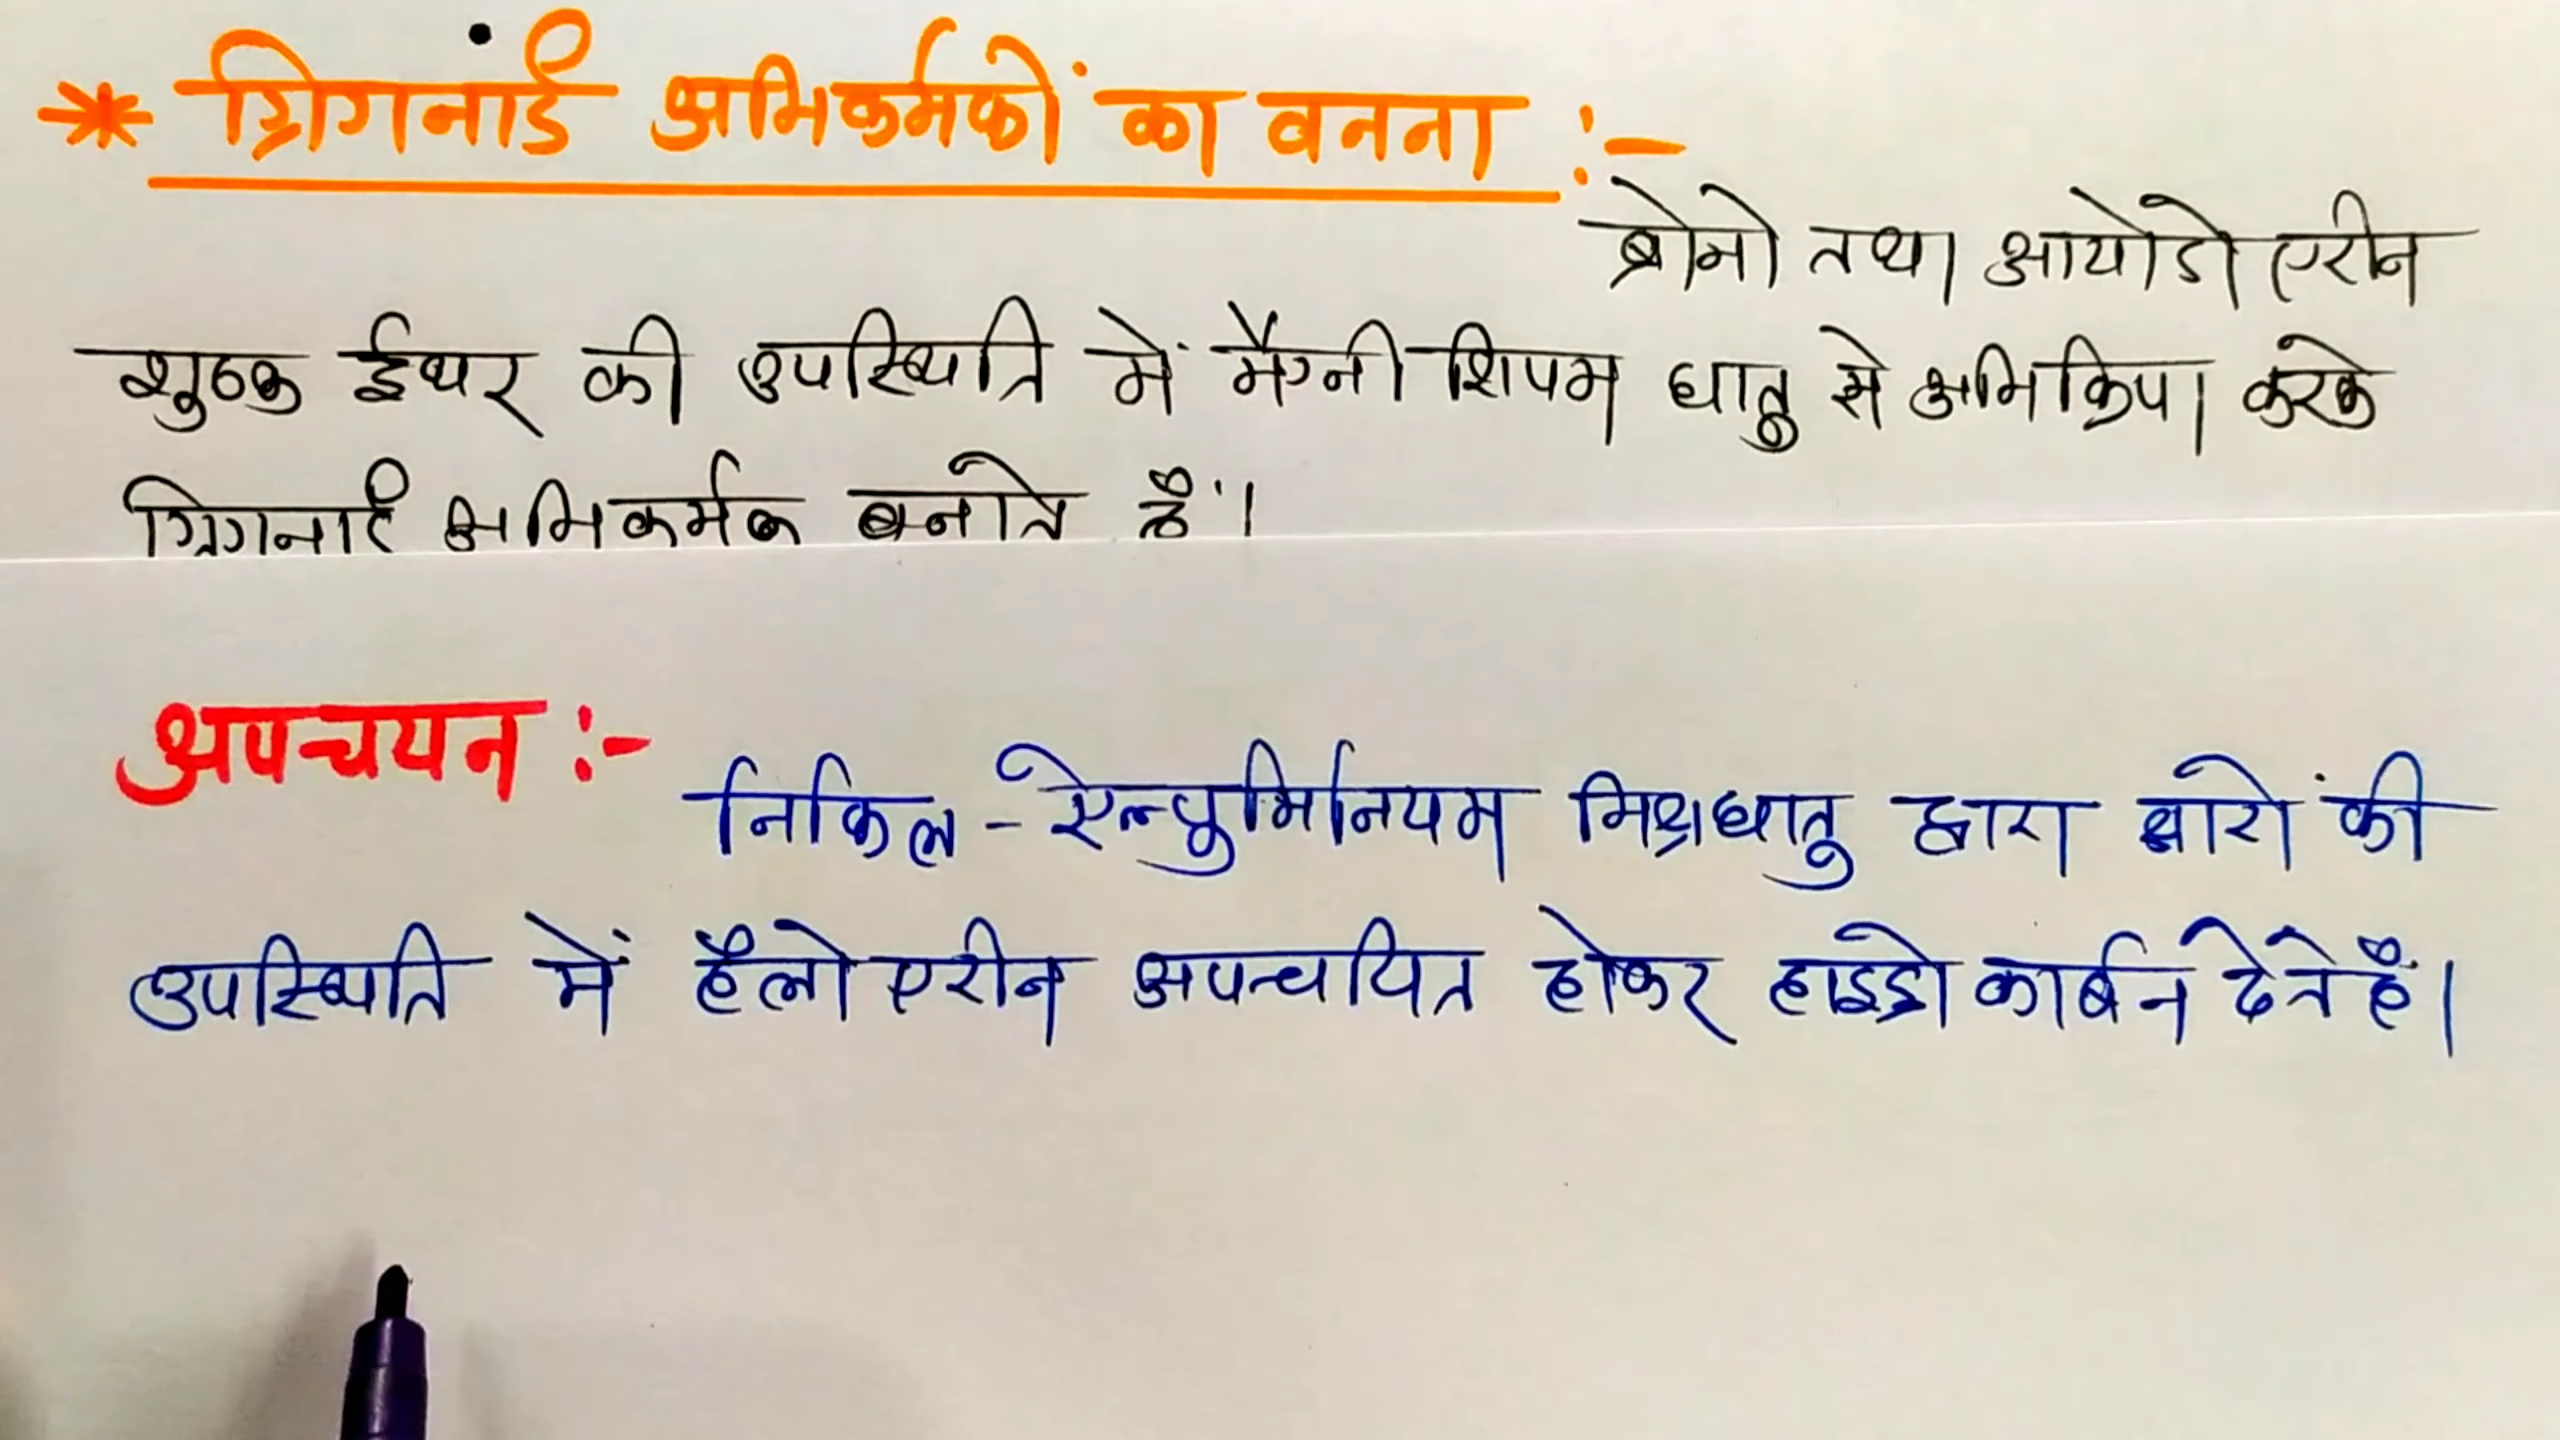 * ग्रिगनार्ड अभिकर्मकों का वनना :-
ब्रोमो तथा आयोडो एरीन
शुष्क ईथर की उपस्थिति में मैग्नीशियम धातु से अभिक्रिया करके
ग्रिगनार्ड अभिकर्मक बनाते हैं।
अपचयन :-
निकिल - ऐल्युमिनियम मिश्रधातु द्वारा क्षारों की
उपस्थिति में हैलो एरीन अपचयित होकर हाइड्रो कार्बन देते हैं।